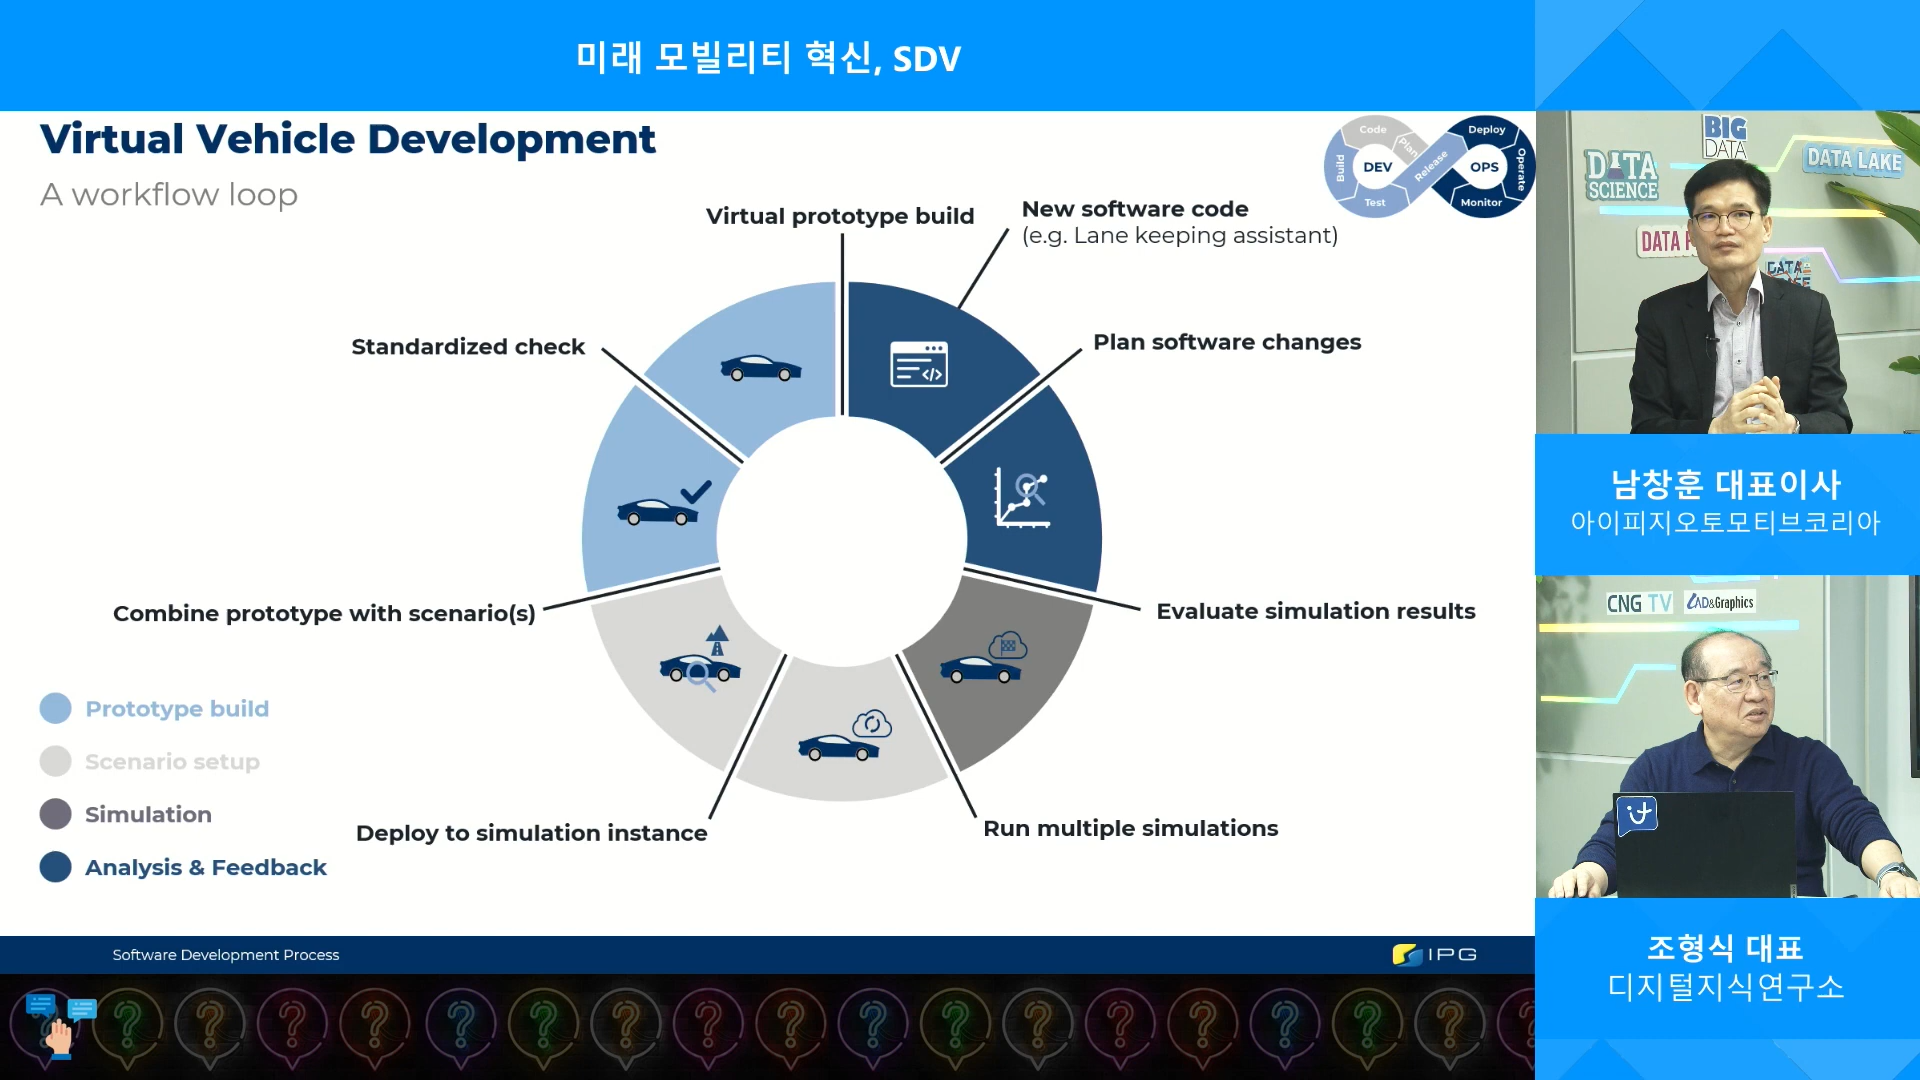 미래 모빌리티 혁신, SDV
Virtual Vehicle Development
A workflow loop
Code
Plan
Build
DEV
Test
Release
Deploy
Operate
OPS
Monitor
Virtual prototype build
New software code
(e.g. Lane keeping assistant)
Standardized check
Plan software changes
Combine prototype with scenario(s)
Evaluate simulation results
Deploy to simulation instance
Run multiple simulations
Prototype build
Scenario setup
Simulation
Analysis & Feedback
Software Development Process
IPG
BIG
DATA
DATA
SCIENCE
DATA LAKE
DATA
DATA
남창훈 대표이사
아이피지오토모티브코리아
CNG TV
CAD&Graphics
조형식 대표
디지털지식연구소